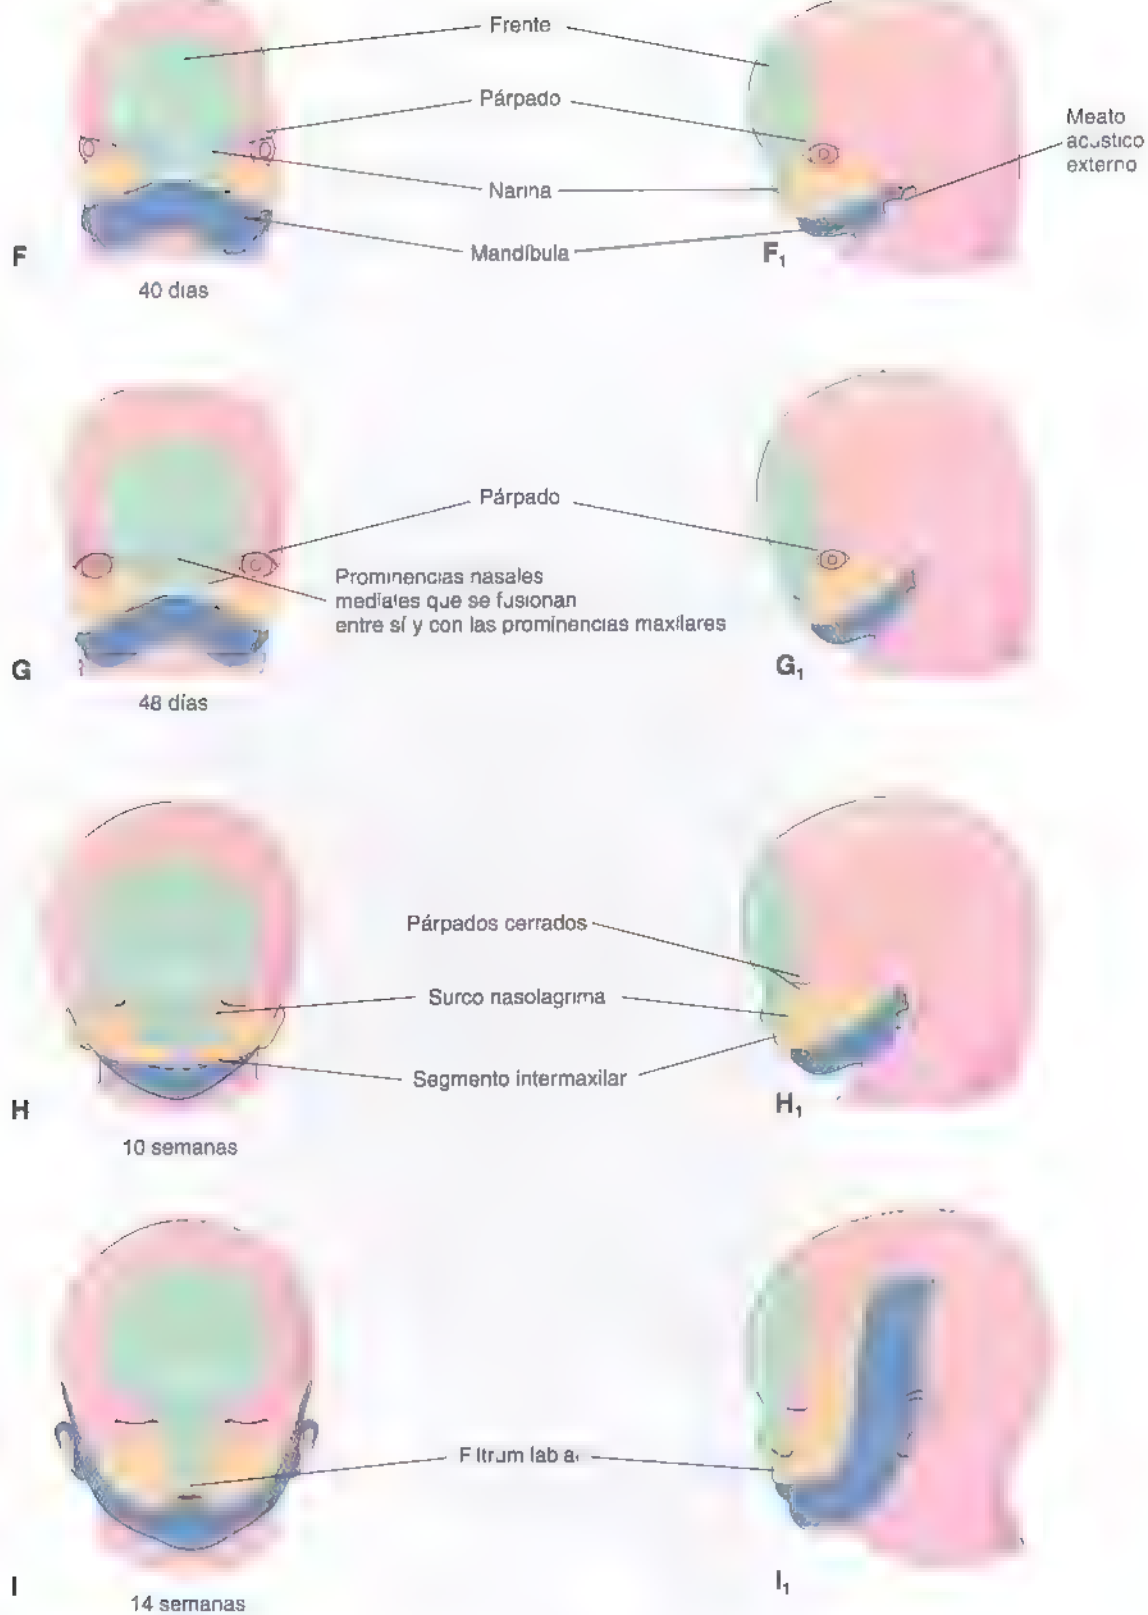 Frente
Párpado
Meato
acústico
externo
Narina
Mandíbula
F
F1
40 días
Párpado
Prominencias nasales
mediales que se fusionan
entre sí y con las prominencias maxilares
G
G1
48 días
Párpados cerrados
Surco nasolagrima
Segmento intermaxilar
H
H1
10 semanas
Filtrum labial
I
I1
14 semanas